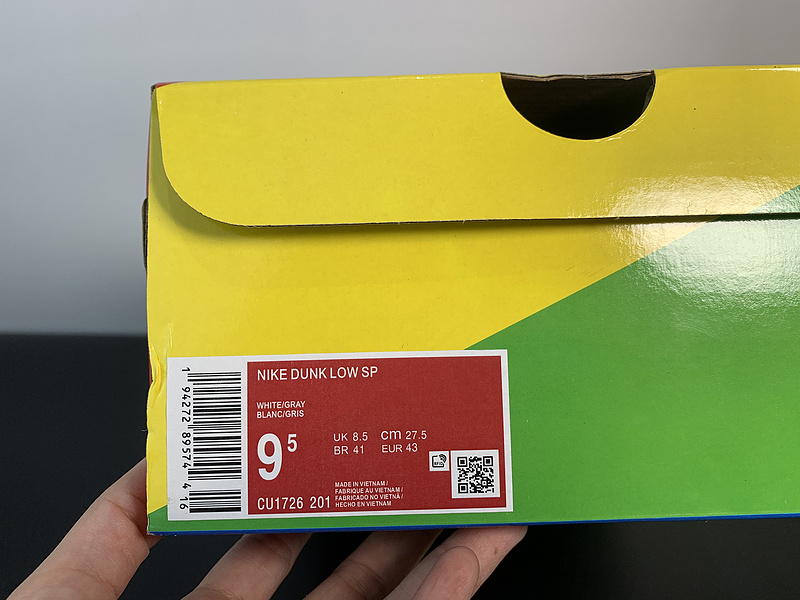 NIKE DUNK LOW SP
WHITE/GRAY
BLANC/GRIS
9 5
UK 8.5 cm 27.5
BR 41 EUR 43
RFID
CU1726 201
MADE IN VIETNAM /
FABRIQUE AU VIETNAM /
FABRICADO NO VIETNÃ /
HECHO EN VIETNAM
1 94272 89574 4 16